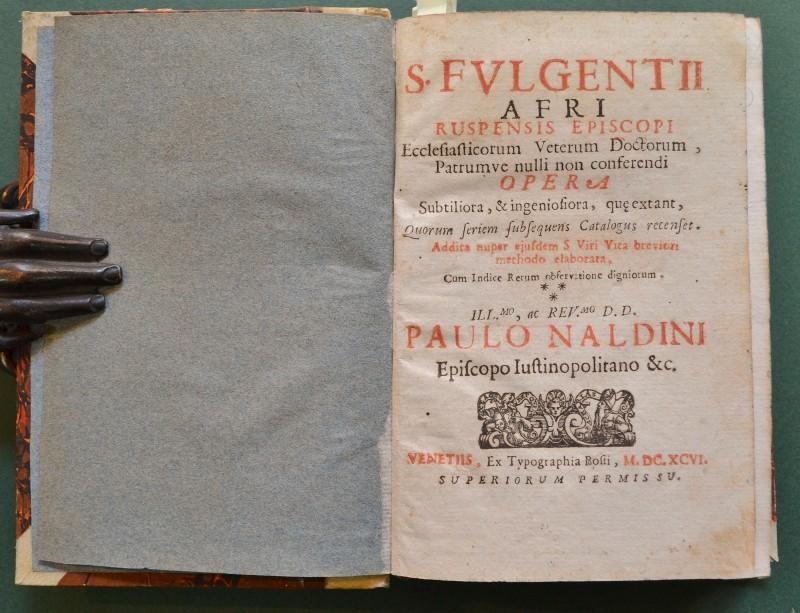 S. FVLGENTII
AFRI
RUSPENSIS EPISCOPI
Eccleſiaſticorum Veterum Doctorum,
Patrumve nulli non conferendi
OPERA
Subtiliora, & ingenioſiora, quę extant,
Quorum ſeriem ſubſequens Catalogus recenſet.
Addita nuper ejuſdem S. Viri Vita breviori
methodo elaborata,
Cum Indice Rerum obſervatione digniorum.
* *
*
ILL.MO, ac REV.MO D. D.
PAULO NALDINI
Epiſcopo Iuſtinopolitano &c.
VENETIIS, Ex Typographia Boſii, M. DC. XCVI.
SUPERIORUM PERMISSU.